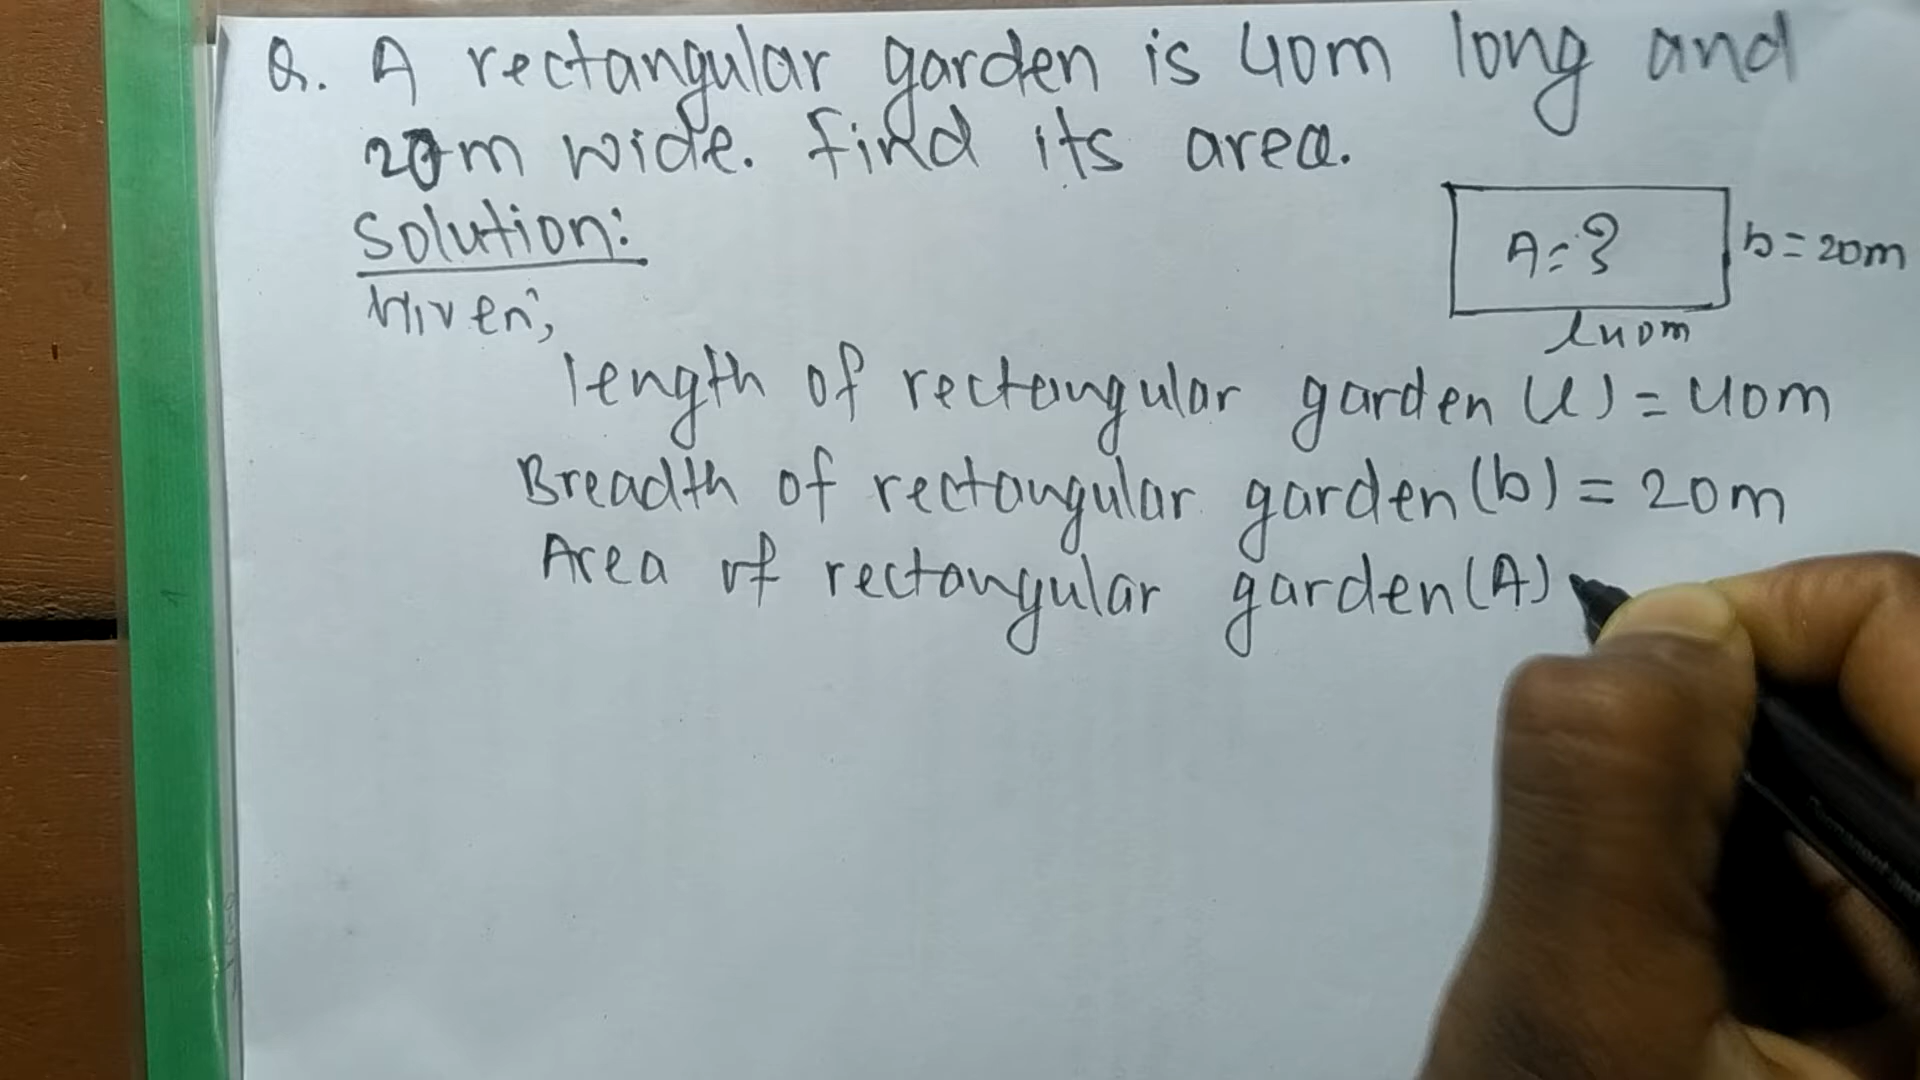 Q. A rectangular garden is 40m long and
20m wide. find its area.
Solution:
A=?
b=20m
l 40m
Given,
length of rectangular garden (l) = 40m
Breadth of rectangular garden (b) = 20m
Area of rectangular garden (A)